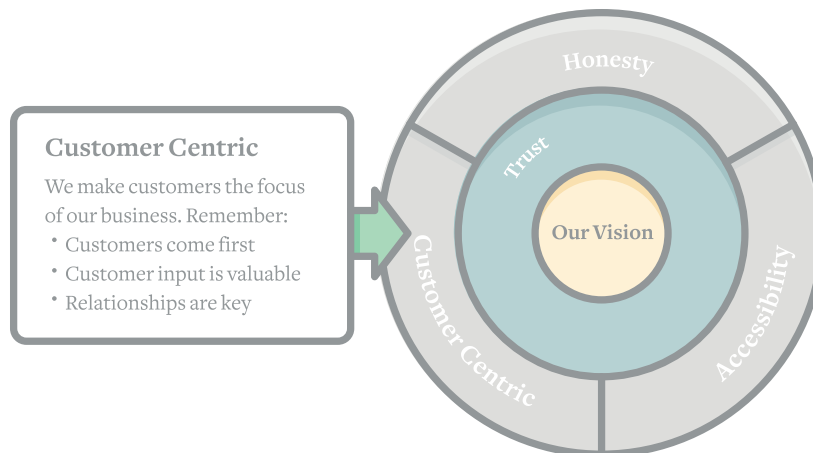 Customer Centric
We make customers the focus
of our business. Remember:
• Customers come first
• Customer input is valuable
• Relationships are key
Honesty
Trust
Our Vision
Customer Centric
Accessibility